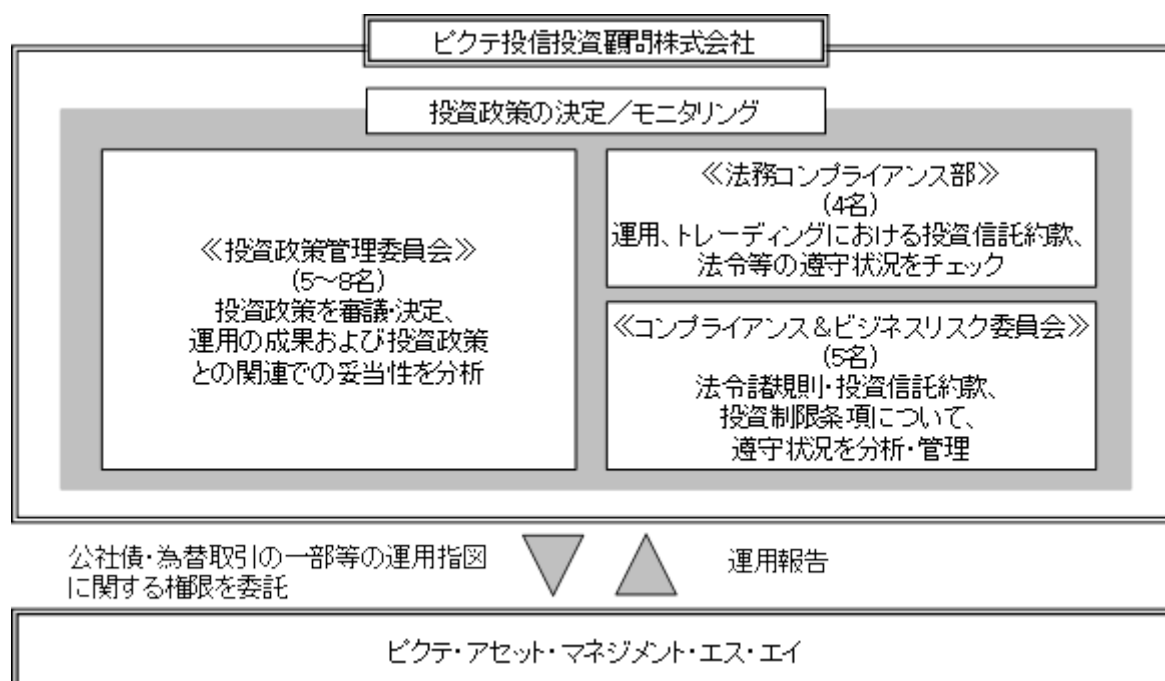 ピクテ投信投資顧問株式会社
投資政策の決定／モニタリング
≪投資政策管理委員会≫
(5～8名)
投資政策を審議・決定、
運用の成果および投資政策
との関連での妥当性を分析
≪法務コンプライアンス部≫
(4名)
運用、トレーディングにおける投資信託約款、
法令等の遵守状況をチェック
≪コンプライアンス＆ビジネスリスク委員会≫
(5名)
法令諸規則・投資信託約款、
投資制限条項について、
遵守状況を分析・管理
公社債・為替取引の一部等の運用指図
に関する権限を委託
運用報告
ピクテ・アセット・マネジメント・エス・エイ